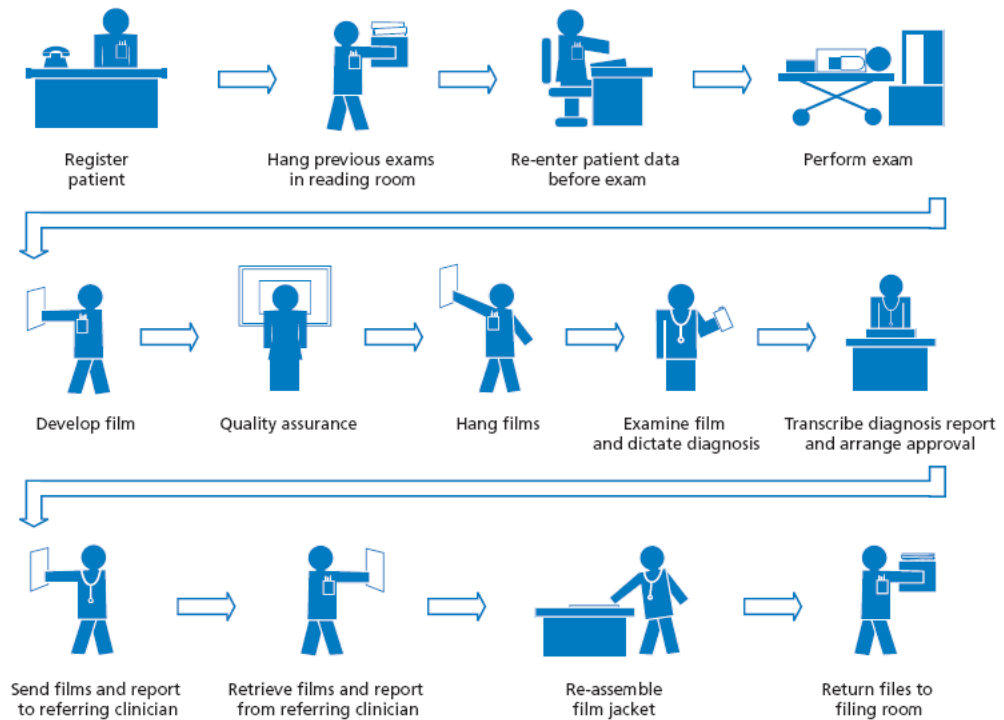 Register
patient
Hang previous exams
in reading room
Re-enter patient data
before exam
Perform exam
Develop film
Quality assurance
Hang films
Examine film
and dictate diagnosis
Transcribe diagnosis report
and arrange approval
Send films and report
to referring clinician
Retrieve films and report
from referring clinician
Re-assemble
film jacket
Return files to
filing room